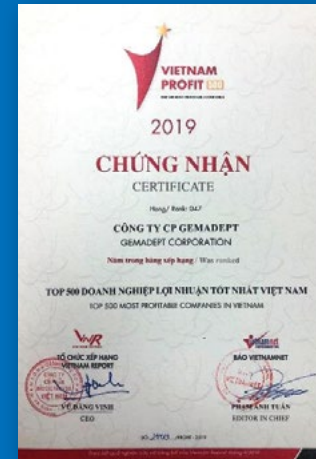 VIETNAM
PROFIT 500
2019
CHỨNG NHẬN
CERTIFICATE
Hạng/ Rank: 047
CÔNG TY CP GEMADEPT
GEMADEPT CORPORATION
Nằm trong bảng xếp hạng / Was ranked
TOP 500 DOANH NGHIỆP LỢI NHUẬN TỐT NHẤT VIỆT NAM
TOP 500 MOST PROFITABLE COMPANIES IN VIETNAM
TỔ CHỨC XẾP HẠNG
VIETNAM REPORT
BÁO VIETNAMNET
VŨ ĐĂNG VINH
CEO
PHẠM ANH TUẤN
EDITOR IN CHIEF